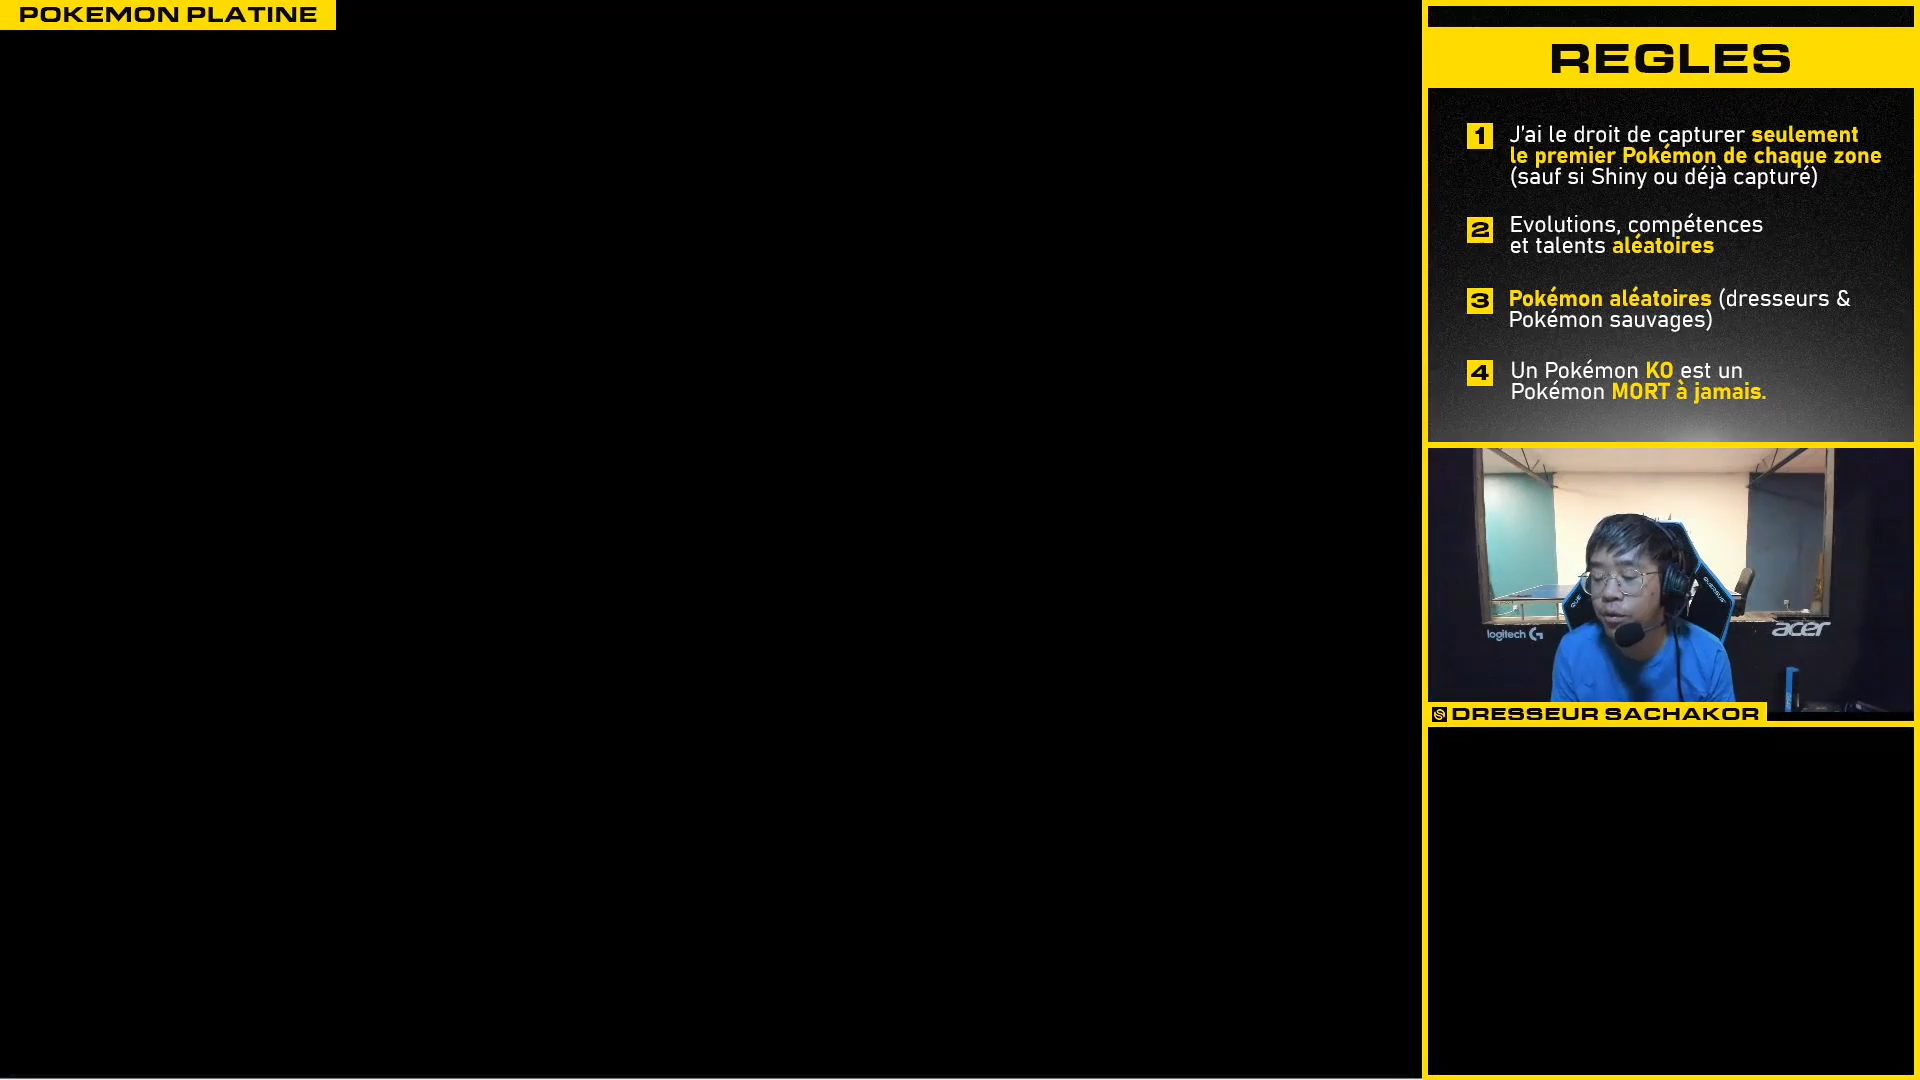 POKEMON PLATINE
REGLES
1 J'ai le droit de capturer seulement
le premier Pokémon de chaque zone
(sauf si Shiny ou déjà capturé)
2 Evolutions, compétences
et talents aléatoires
3 Pokémon aléatoires (dresseurs &
Pokémon sauvages)
4 Un Pokémon KO est un
Pokémon MORT à jamais.
logitech G
acer
DRESSEUR SACHAKOR